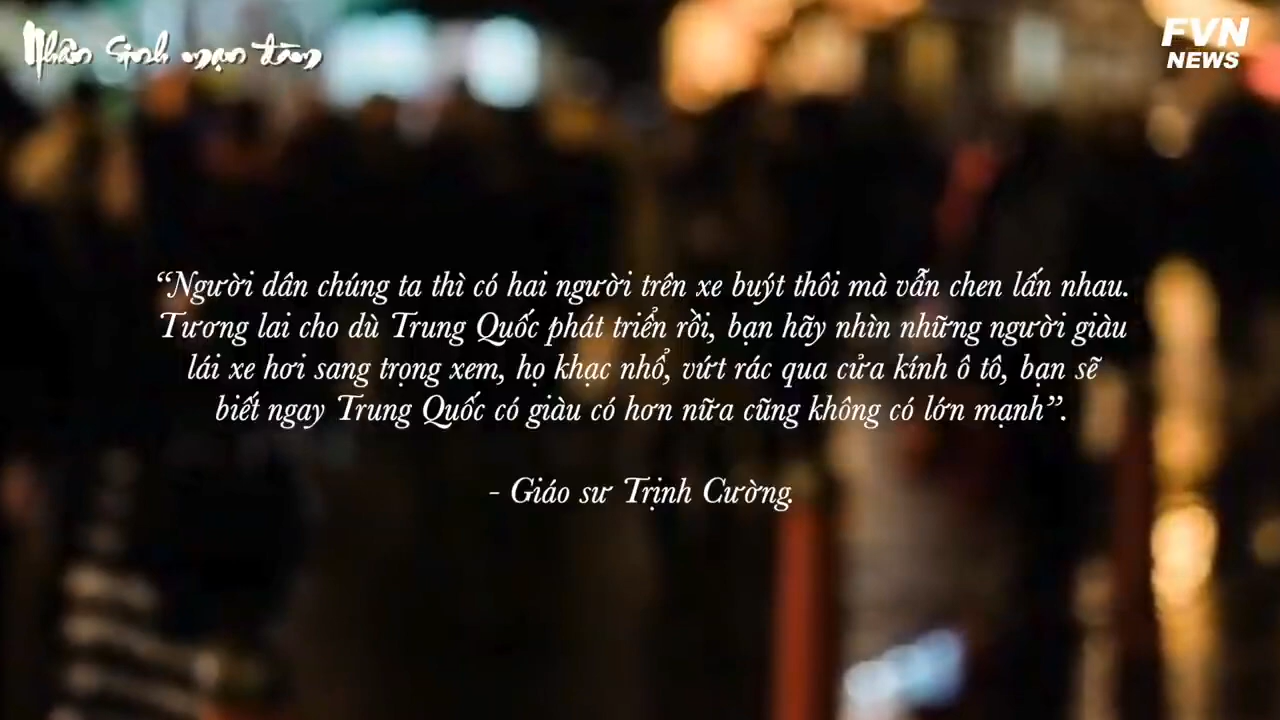 Nhân Sinh mạn đàm
FVN
NEWS
“Người dân chúng ta thì có hai người trên xe buýt thôi mà vẫn chen lấn nhau.
Tương lai cho dù Trung Quốc phát triển rồi, bạn hãy nhìn những người giàu
lái xe hơi sang trọng xem, họ khạc nhổ, vứt rác qua cửa kính ô tô, bạn sẽ
biết ngay Trung Quốc có giàu có hơn nữa cũng không có lớn mạnh”.
- Giáo sư Trịnh Cường.